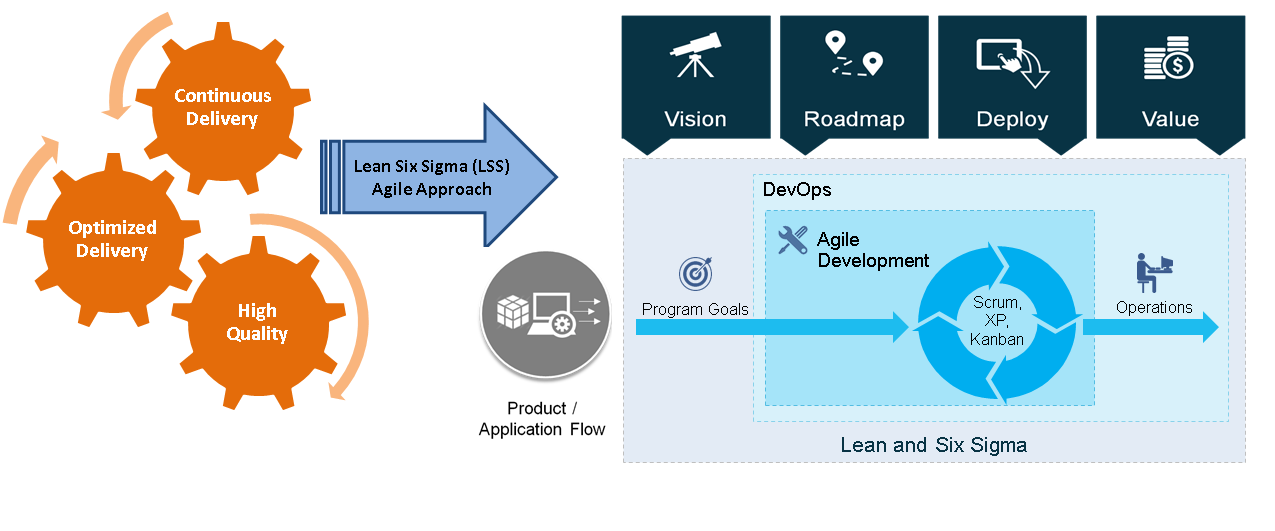 Continuous
Delivery
Optimized
Delivery
High
Quality
Lean Six Sigma (LSS)
Agile Approach
Product /
Application Flow
Vision
Roadmap
Deploy
Value
DevOps
Agile
Development
Program Goals
Scrum,
XP,
Kanban
Operations
Lean and Six Sigma